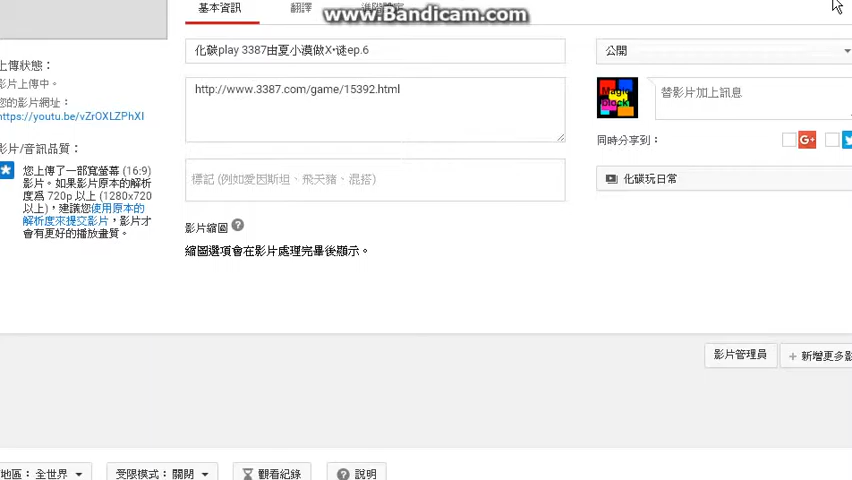 基本資訊
翻譯
www.Bandicam.com
上傳狀態：
影片上傳中。
您的影片網址：
https://youtu.be/vZrOXLZPhXI
影片/音訊品質：
您上傳了一部寬螢幕 (16:9)
影片。如果影片原本的解析
度為 720p 以上 (1280x720
以上)，建議您使用原本的
解析度來提交影片，影片才
會有更好的播放畫質。
化碳play 3387由夏小漠做X·谜ep.6
http://www.3387.com/game/15392.html
標記 (例如愛因斯坦、飛天豬、混搭)
影片縮圖 ?
縮圖選項會在影片處理完畢後顯示。
公開
Magic
Block
替影片加上訊息
同時分享到：
G+
化碳玩日常
影片管理員
+ 新增更多影
地區：全世界
受限模式：關閉
觀看紀錄
? 說明